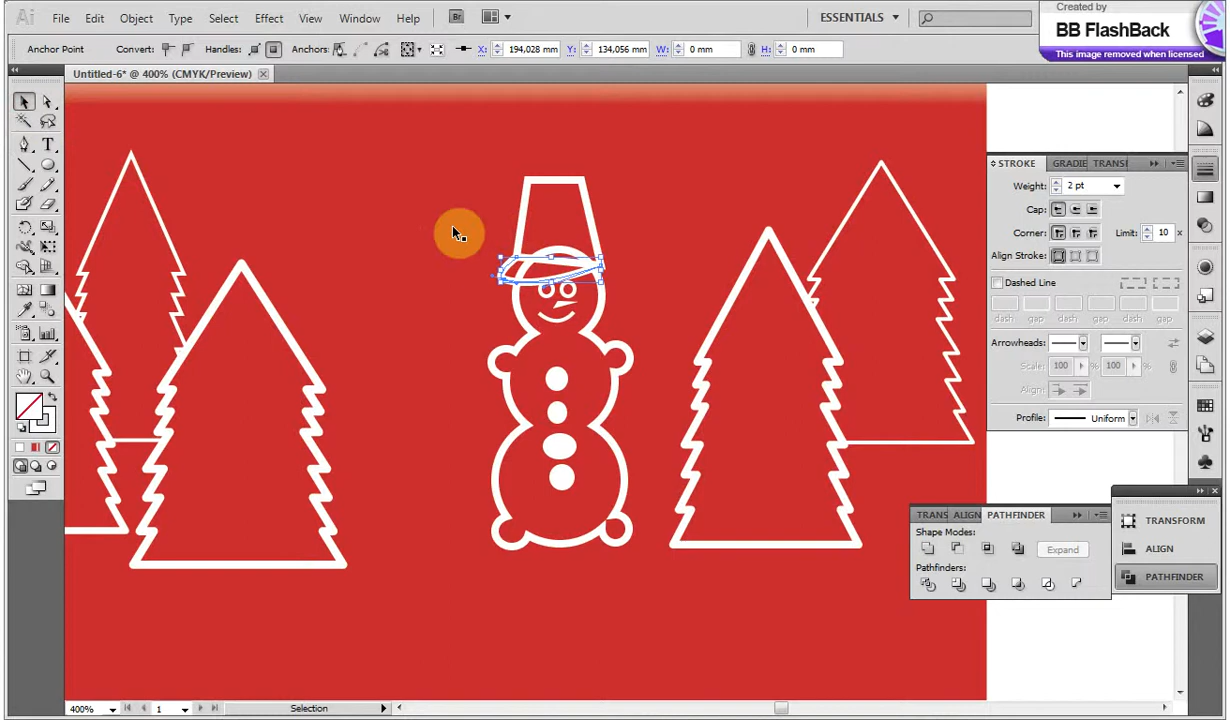 Ai File Edit Object Type Select Effect View Window Help Br ESSENTIALS
Created by
BB FlashBack
This image removed when licensed
Anchor Point Convert: Handles: Anchors: X: 194,028 mm Y: 134,056 mm W: 0 mm H: 0 mm
Untitled-6* @ 400% (CMYK/Preview)
STROKE GRADIE TRANSI
Weight: 2 pt
Cap:
Corner: Limit: 10 x
Align Stroke:
Dashed Line
dash gap dash gap dash gap
Arrowheads:
Scale: 100 % 100 %
Align:
Profile: Uniform
TRANS ALIGN PATHFINDER
Shape Modes:
Expand
Pathfinders:
TRANSFORM
ALIGN
PATHFINDER
400% 1 Selection